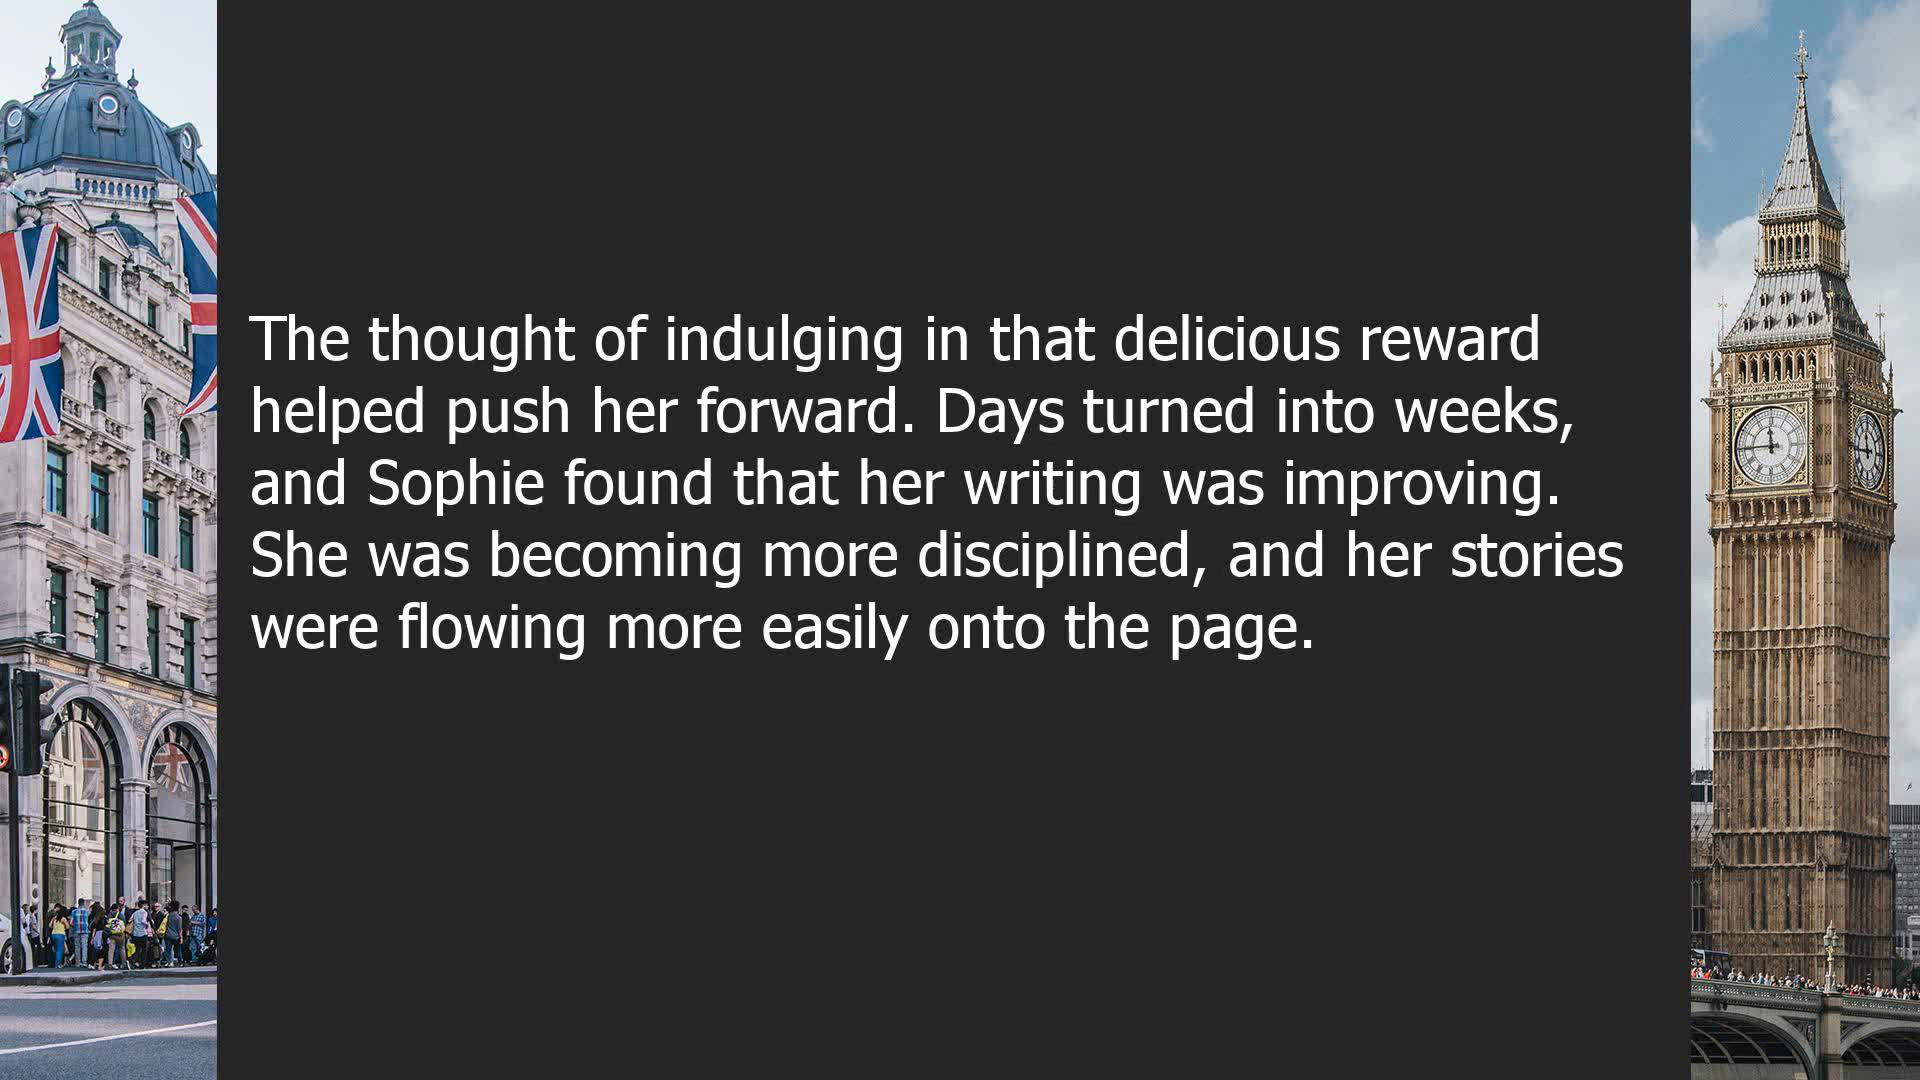 The thought of indulging in that delicious reward
helped push her forward. Days turned into weeks,
and Sophie found that her writing was improving.
She was becoming more disciplined, and her stories
were flowing more easily onto the page.